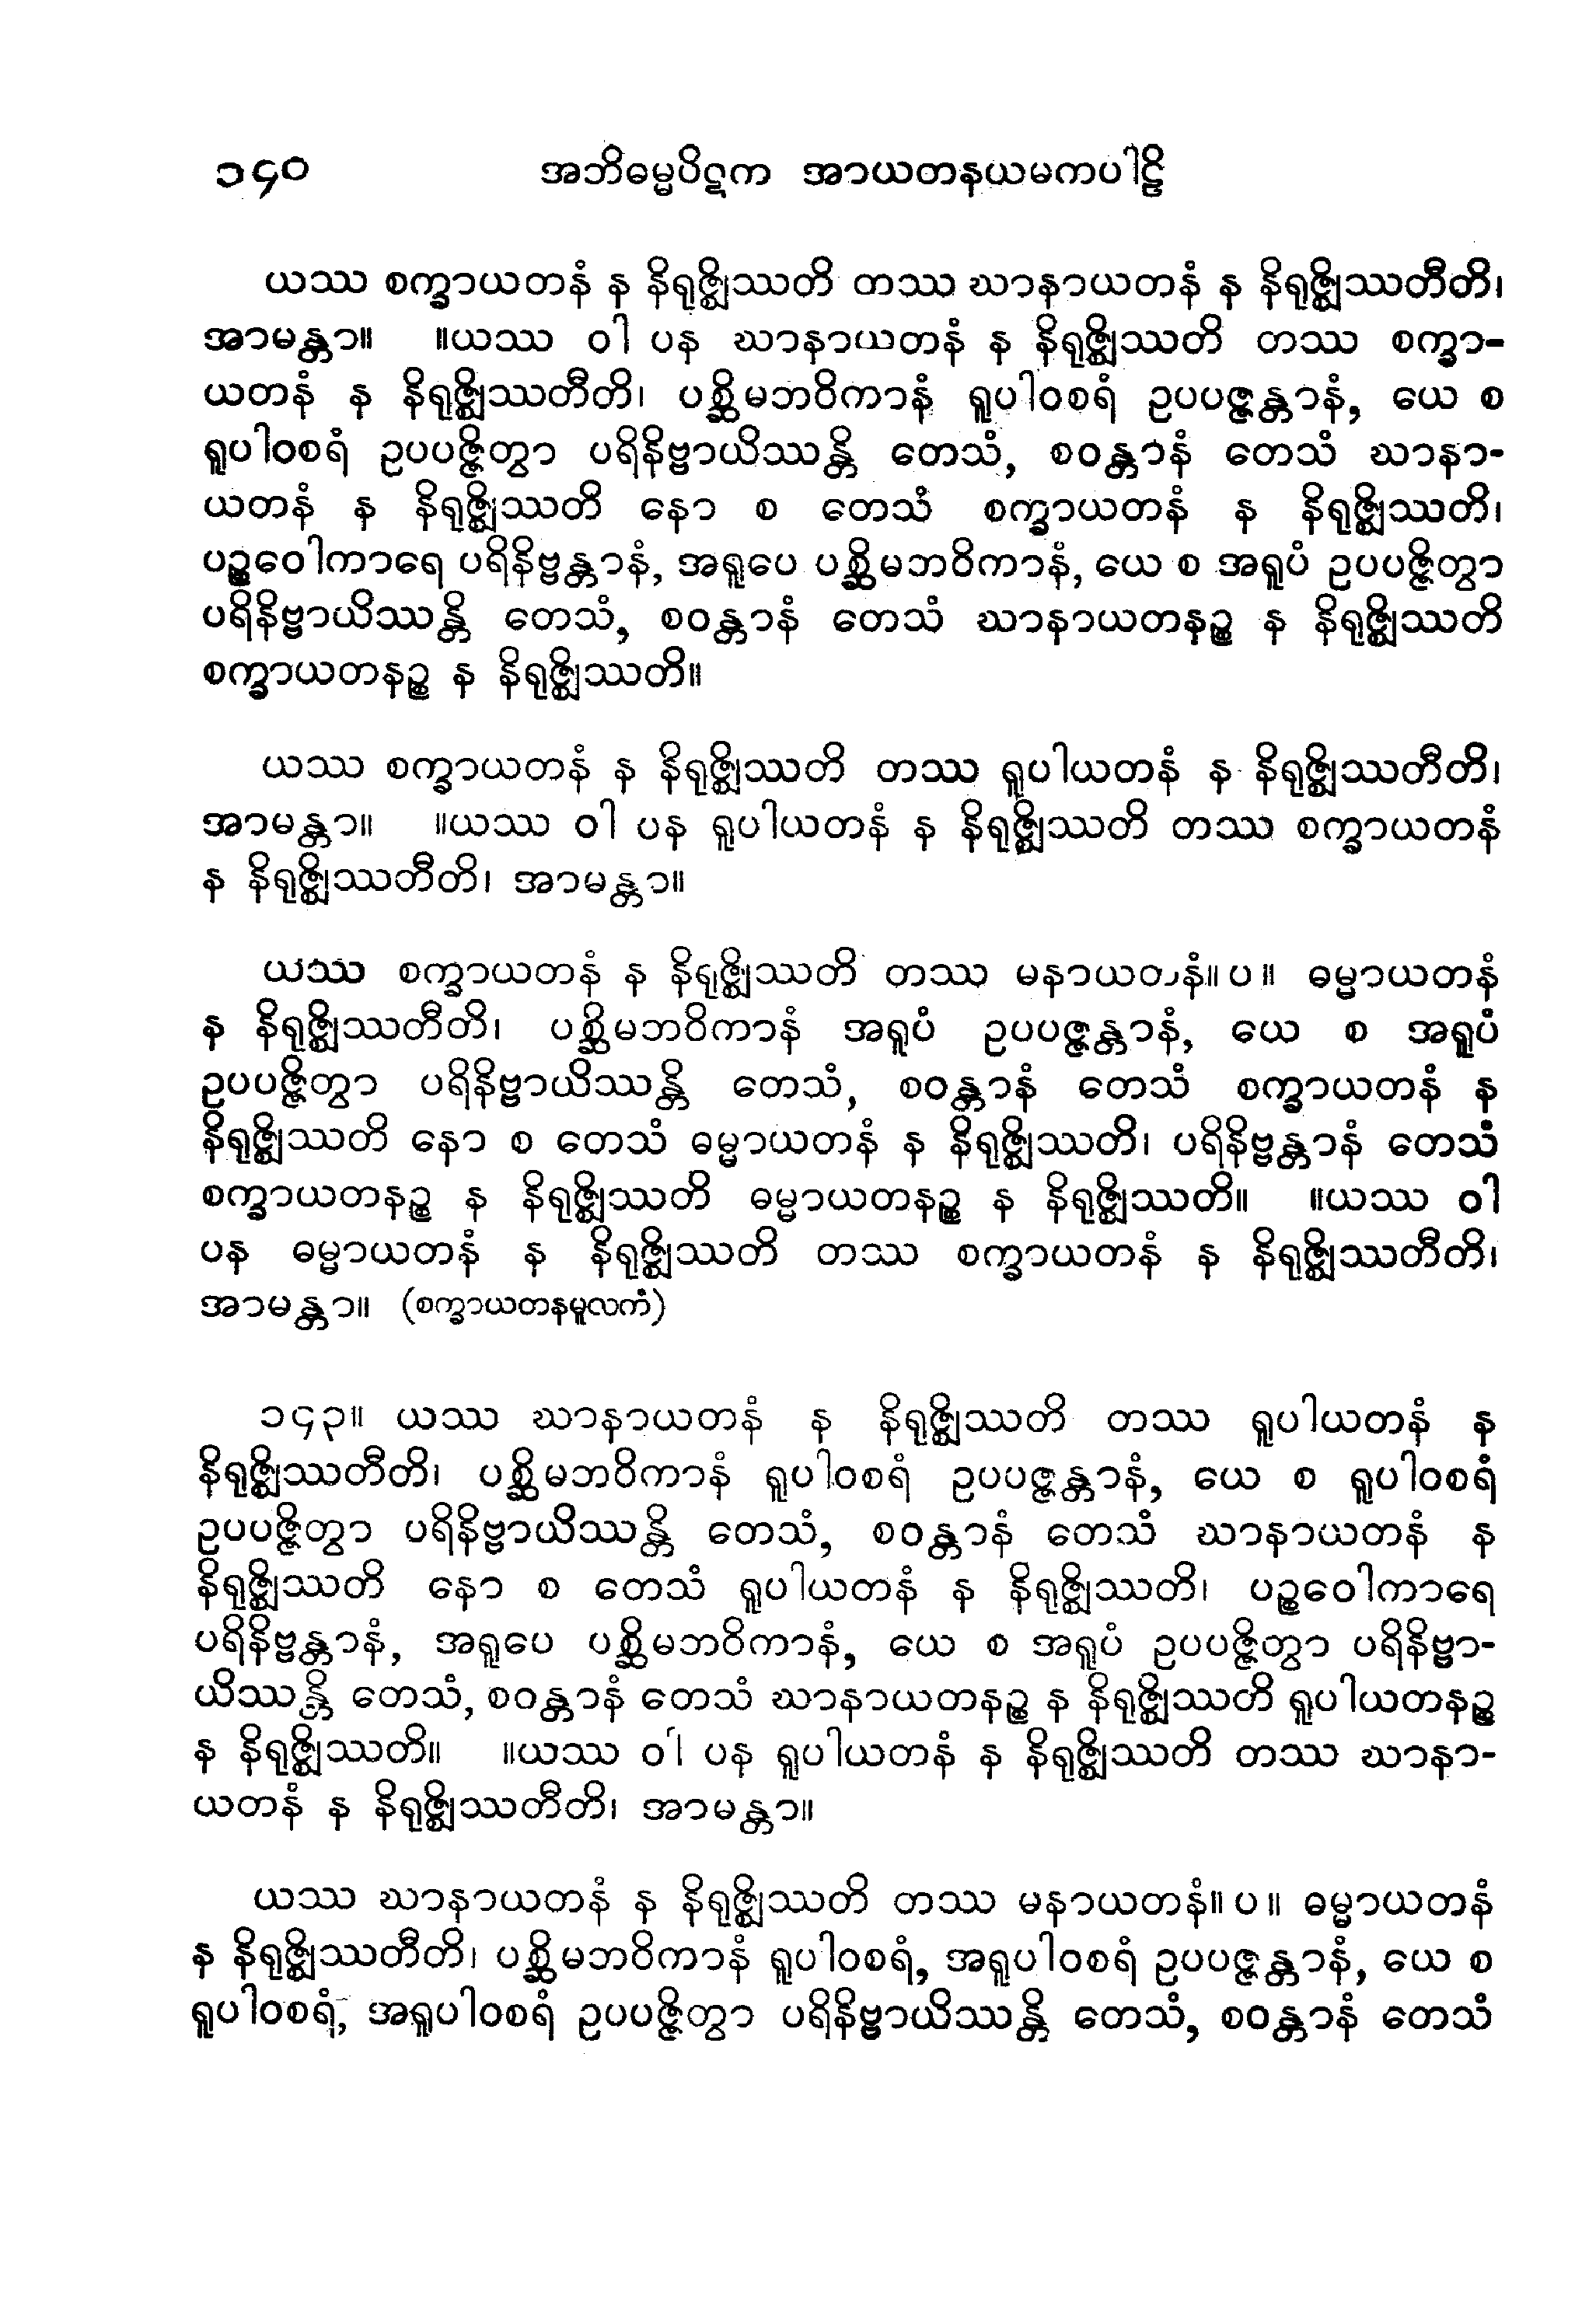 ၁၄၀ အဘိဓမ္မပိဋက အာယတနယမကပါဠိ
ယဿ စက္ခာယတနံ န နိရုဇ္ဈိဿတိ တဿ ဃာနာယတနံ န နိရုဇ္ဈိဿတီတိ၊
အာမန္တာ။ ။ယဿ ဝါ ပန ဃာနာယတနံ န နိရုဇ္ဈိဿတိ တဿ စက္ခာ-
ယတနံ န နိရုဇ္ဈိဿတီတိ၊ ပစ္ဆိမဘဝိကာနံ ရူပါဝစရံ ဥပပဇ္ဇန္တာနံ, ယေ စ
ရူပါဝစရံ ဥပပဇ္ဇိတွာ ပရိနိဗ္ဗာယိဿန္တိ တေသံ, စဝန္တာနံ တေသံ ဃာနာ-
ယတနံ န နိရုဇ္ဈိဿတိ နော စ တေသံ စက္ခာယတနံ န နိရုဇ္ဈိဿတိ၊
ပဉ္စဝေါကာရေ ပရိနိဗ္ဗန္တာနံ, အရူပေ ပစ္ဆိမဘဝိကာနံ, ယေ စ အရူပံ ဥပပဇ္ဇိတွာ
ပရိနိဗ္ဗာယိဿန္တိ တေသံ, စဝန္တာနံ တေသံ ဃာနာယတနဉ္စ န နိရုဇ္ဈိဿတိ
စက္ခာယတနဉ္စ န နိရုဇ္ဈိဿတိ။
ယဿ စက္ခာယတနံ န နိရုဇ္ဈိဿတိ တဿ ရူပါယတနံ န နိရုဇ္ဈိဿတီတိ၊
အာမန္တာ။ ။ယဿ ဝါ ပန ရူပါယတနံ န နိရုဇ္ဈိဿတိ တဿ စက္ခာယတနံ
န နိရုဇ္ဈိဿတီတိ၊ အာမန္တာ။
ယဿ စက္ခာယတနံ န နိရုဇ္ဈိဿတိ တဿ မနာယတနံ။ပ။ ဓမ္မာယတနံ
န နိရုဇ္ဈိဿတီတိ၊ ပစ္ဆိမဘဝိကာနံ အရူပံ ဥပပဇ္ဇန္တာနံ, ယေ စ အရူပံ
ဥပပဇ္ဇိတွာ ပရိနိဗ္ဗာယိဿန္တိ တေသံ, စဝန္တာနံ တေသံ စက္ခာယတနံ န
နိရုဇ္ဈိဿတိ နော စ တေသံ ဓမ္မာယတနံ န နိရုဇ္ဈိဿတိ၊ ပရိနိဗ္ဗန္တာနံ တေသံ
စက္ခာယတနဉ္စ န နိရုဇ္ဈိဿတိ ဓမ္မာယတနဉ္စ န နိရုဇ္ဈိဿတိ။ ။ယဿ ဝါ
ပန ဓမ္မာယတနံ န နိရုဇ္ဈိဿတိ တဿ စက္ခာယတနံ န နိရုဇ္ဈိဿတီတိ၊
အာမန္တာ။ (စက္ခာယတနမူလကံ)
၁၄၃။ ယဿ ဃာနာယတနံ န နိရုဇ္ဈိဿတိ တဿ ရူပါယတနံ န
နိရုဇ္ဈိဿတီတိ၊ ပစ္ဆိမဘဝိကာနံ ရူပါဝစရံ ဥပပဇ္ဇန္တာနံ, ယေ စ ရူပါဝစရံ
ဥပပဇ္ဇိတွာ ပရိနိဗ္ဗာယိဿန္တိ တေသံ, စဝန္တာနံ တေသံ ဃာနာယတနံ န
နိရုဇ္ဈိဿတိ နော စ တေသံ ရူပါယတနံ န နိရုဇ္ဈိဿတိ၊ ပဉ္စဝေါကာရေ
ပရိနိဗ္ဗန္တာနံ, အရူပေ ပစ္ဆိမဘဝိကာနံ, ယေ စ အရူပံ ဥပပဇ္ဇိတွာ ပရိနိဗ္ဗာ-
ယိဿန္တိ တေသံ, စဝန္တာနံ တေသံ ဃာနာယတနဉ္စ န နိရုဇ္ဈိဿတိ ရူပါယတနဉ္စ
န နိရုဇ္ဈိဿတိ။ ။ယဿ ဝါ ပန ရူပါယတနံ န နိရုဇ္ဈိဿတိ တဿ ဃာနာ-
ယတနံ န နိရုဇ္ဈိဿတီတိ၊ အာမန္တာ။
ယဿ ဃာနာယတနံ န နိရုဇ္ဈိဿတိ တဿ မနာယတနံ။ပ။ ဓမ္မာယတနံ
န နိရုဇ္ဈိဿတီတိ၊ ပစ္ဆိမဘဝိကာနံ ရူပါဝစရံ, အရူပါဝစရံ ဥပပဇ္ဇန္တာနံ, ယေ စ
ရူပါဝစရံ, အရူပါဝစရံ ဥပပဇ္ဇိတွာ ပရိနိဗ္ဗာယိဿန္တိ တေသံ, စဝန္တာနံ တေသံ